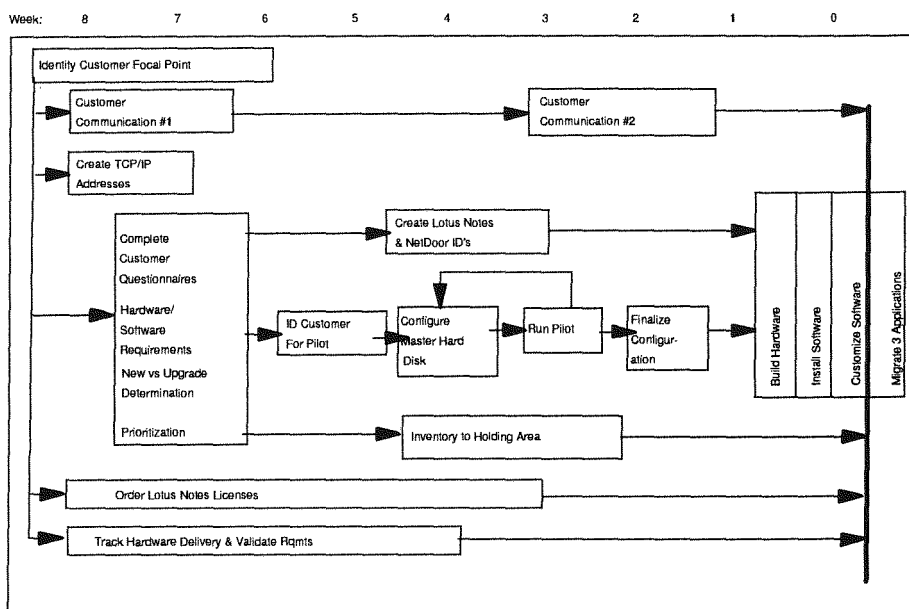 Week: 8 7 6 5 4 3 2 1 0
Identity Customer Focal Point
Customer
Communication #1
Customer
Communication #2
Create TCP/IP
Addresses
Complete
Customer
Questionnaires
Hardware/
Software
Requirements
New vs Upgrade
Determination
Prioritization
Create Lotus Notes
& NetDoor ID's
ID Customer
For Pilot
Configure
Master Hard
Disk
Run Pilot
Finalize
Configur-
ation
Build Hardware
Install Software
Customize Software
Migrate 3 Applications
Inventory to Holding Area
Order Lotus Notes Licenses
Track Hardware Delivery & Validate Rqmts